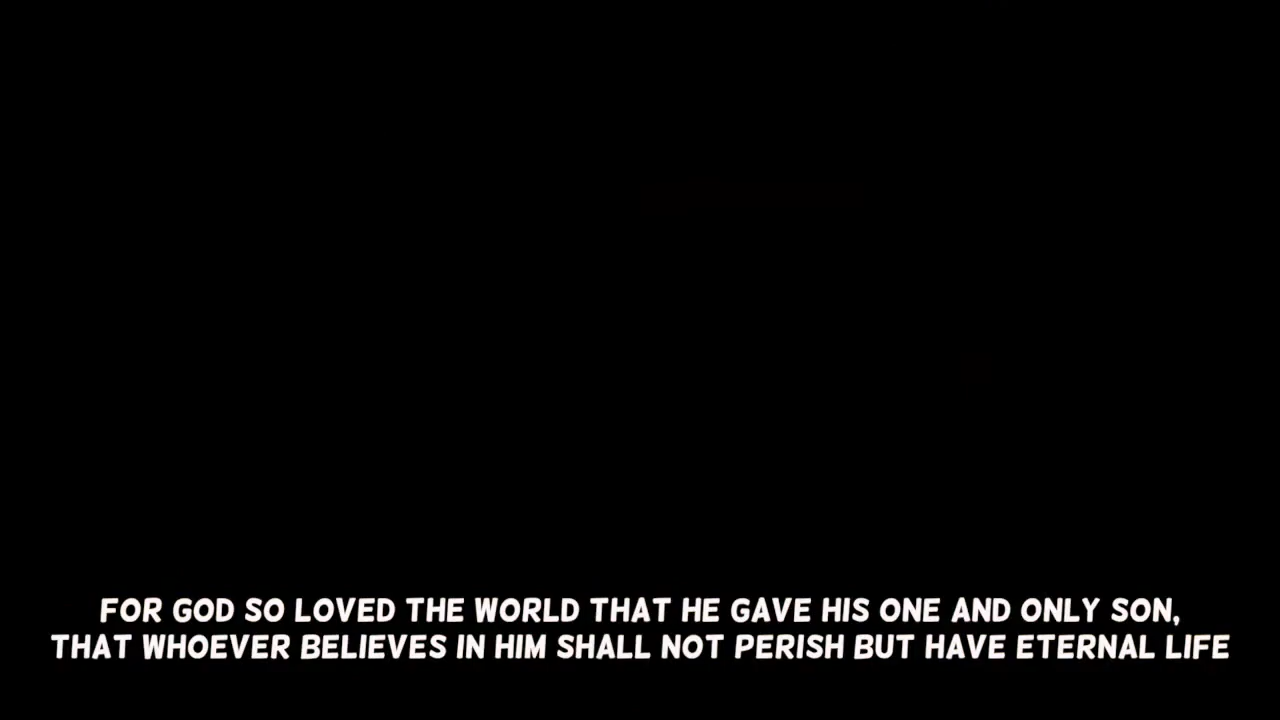 FOR GOD SO LOVED THE WORLD THAT HE GAVE HIS ONE AND ONLY SON,
THAT WHOEVER BELIEVES IN HIM SHALL NOT PERISH BUT HAVE ETERNAL LIFE